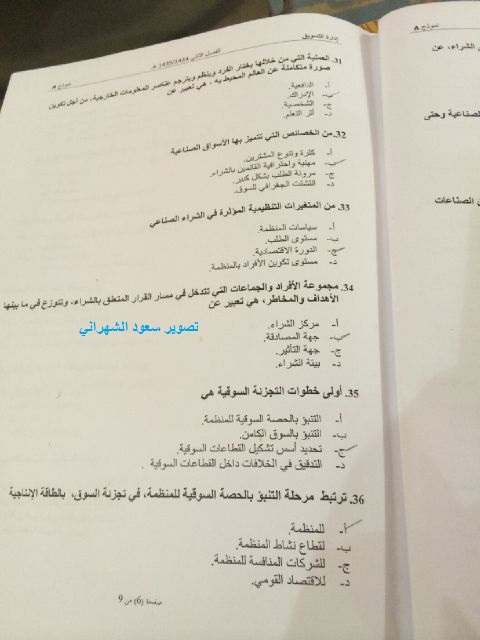 نموذج A
إدارة التسويق
الفصل الثاني 1435/1434 هـ
نموذج A
31. العملية التي من خلالها يختار الفرد وينظم ويترجم عناصر المعلومات الخارجية، من أجل تكوين
صورة متكاملة عن العالم المحيط به ، هي تعبير عن
أ- الدافعية.
ب- الإدراك.
ج- الشخصية.
د- أثر التعلم.
32. من الخصائص التي تتميز بها الأسواق الصناعية
أ- كثرة وتنوع المشترين.
ب- مهنية واحترافية القائمين بالشراء.
ج- مرونة الطلب بشكل كبير.
د- التشتت الجغرافي للسوق.
33. من المتغيرات التنظيمية المؤثرة في الشراء الصناعي
أ- سياسات المنظمة.
ب- مستوى الطلب.
ج- الدورة الاقتصادية.
د- مستوى تكوين الأفراد بالمنظمة.
34. مجموعة الأفراد والجماعات التي تتدخل في مسار القرار المتعلق بالشراء، وتتوزع في ما بينها
الأهداف والمخاطر، هي تعبير عن
أ- مركز الشراء.
ب- جهة المصادقة.
ج- جهة التأثير.
د- بيئة الشراء.
تصوير سعود الشهراني
35. أولى خطوات التجزئة السوقية هي
أ- التنبؤ بالحصة السوقية للمنظمة.
ب- التنبؤ بالسوق الكامن.
ج- تحديد أسس تشكيل القطاعات السوقية.
د- التدقيق في الخلافات داخل القطاعات السوقية .
36. ترتبط مرحلة التنبؤ بالحصة السوقية للمنظمة، في تجزئة السوق، بالطاقة الإنتاجية
أ- للمنظمة.
ب- لقطاع نشاط المنظمة.
ج- للشركات المنافسة للمنظمة.
د- للاقتصاد القومي.
صفحة (6) من 9
ى الشراء، عن
صناعية وحتى
ق الصناعات